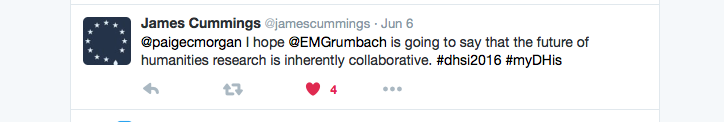 James Cummings @jamescummings · Jun 6
@paigecmorgan I hope @EMGrumbach is going to say that the future of
humanities research is inherently collaborative. #dhsi2016 #myDHis
4